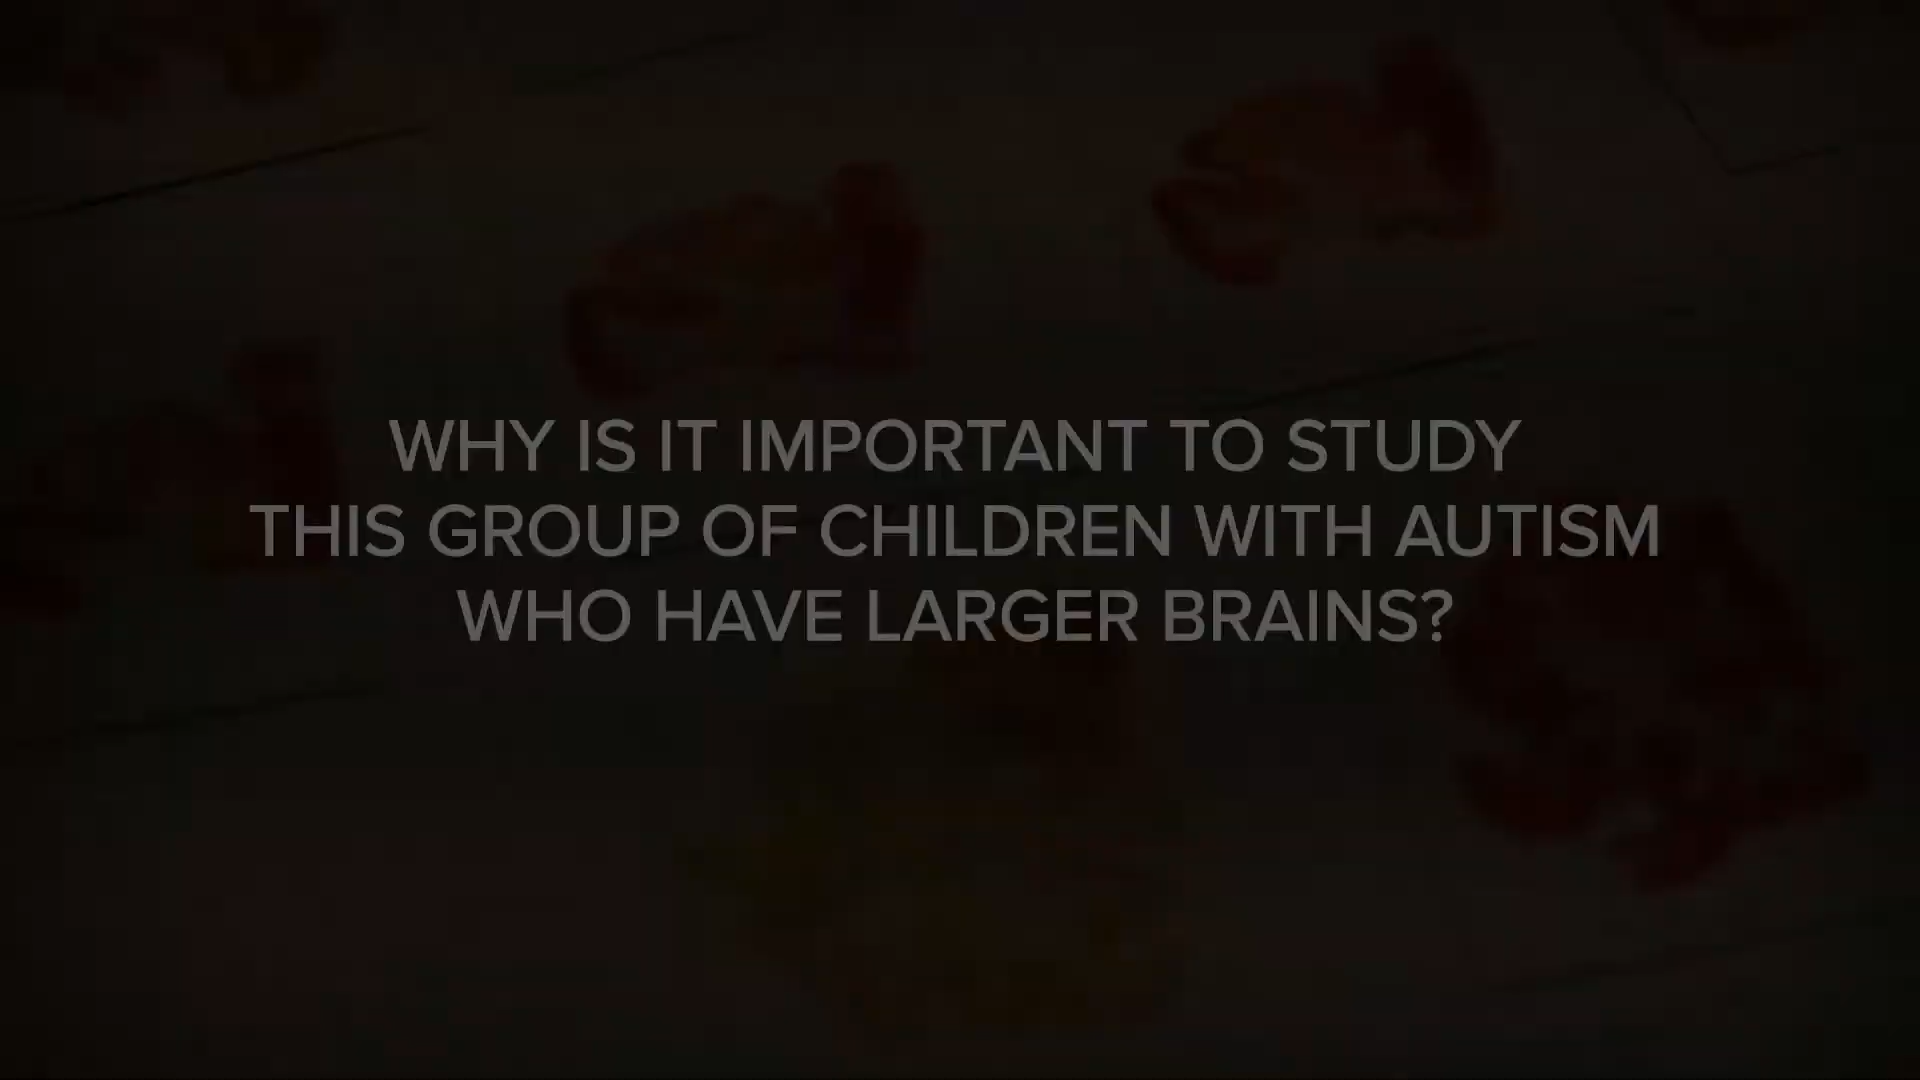 WHY IS IT IMPORTANT TO STUDY
THIS GROUP OF CHILDREN WITH AUTISM
WHO HAVE LARGER BRAINS?